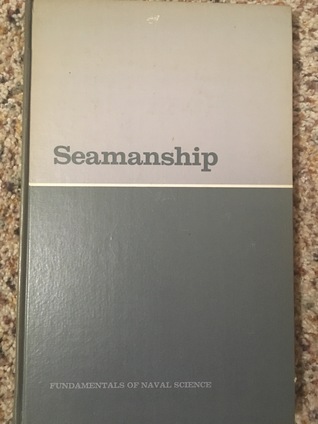 Seamanship
FUNDAMENTALS OF NAVAL SCIENCE